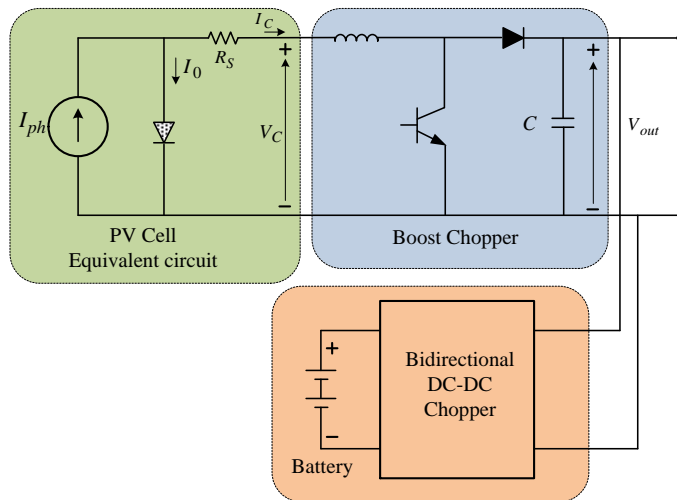 I_C
+
R_S
I_0
I_ph
V_C
−
PV Cell
Equivalent circuit
+
C
V_out
−
Boost Chopper
+
−
Battery
Bidirectional
DC-DC
Chopper